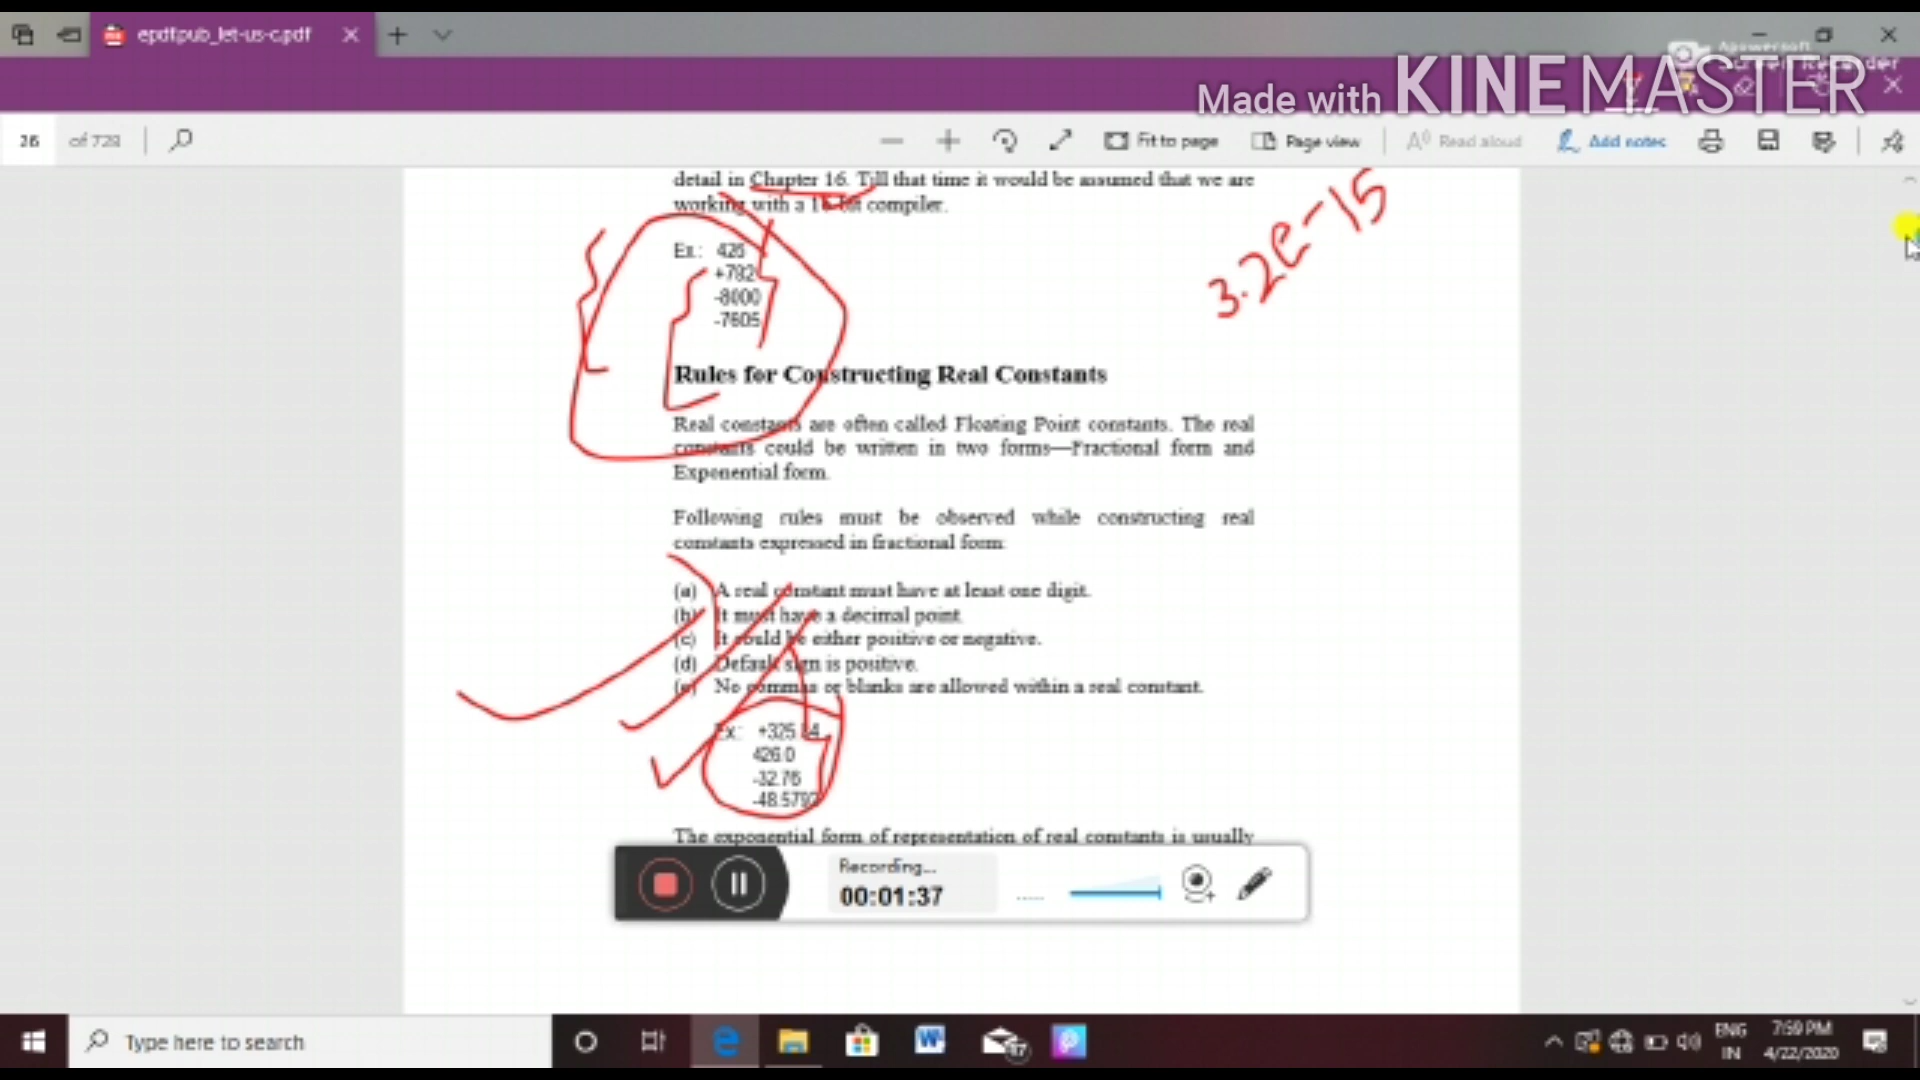 epdf.pub_let-us-c.pdf
Apowersoft
Screen Recorder
Made with KINEMASTER
26 of 728
Fit to page
Page view
Read aloud
Add notes
detail in Chapter 16. Till that time it would be assumed that we are
working with a 16-bit compiler.
3.2e-15
Ex.: 426
+782
-8000
-7605
Rules for Constructing Real Constants
Real constants are often called Floating Point constants. The real
constants could be written in two forms—Fractional form and
Exponential form.
Following rules must be observed while constructing real
constants expressed in fractional form:
(a) A real constant must have at least one digit.
(b) It must have a decimal point.
(c) It could be either positive or negative.
(d) Default sign is positive.
(e) No commas or blanks are allowed within a real constant.
Ex.: +325.34
426.0
-32.76
-48.5792
The exponential form of representation of real constants is usually
Recording...
00:01:37
Type here to search
ENG
IN
7:59 PM
4/22/2020